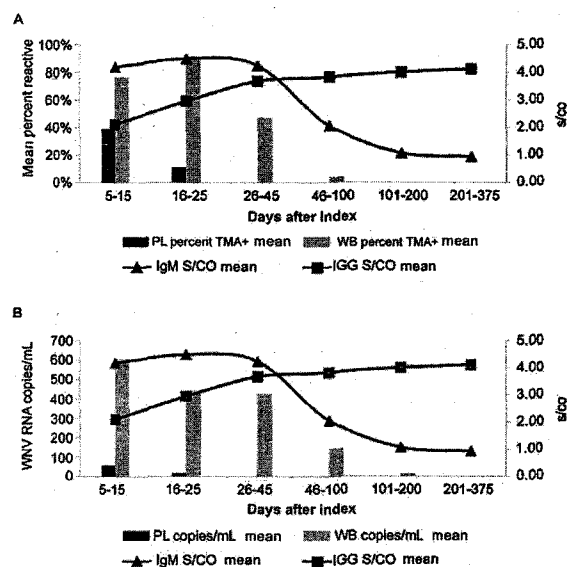 A
100%
80%
60%
40%
20%
0%
Mean percent reactive
5.00
4.00
3.00
2.00
1.00
0.00
s/co
5-15 16-25 26-45 46-100 101-200 201-375
Days after Index
PL percent TMA+ mean WB percent TMA+ mean
IgM S/CO mean IGG S/CO mean
B
700
600
500
400
300
200
100
0
WNV RNA copies/mL
5.00
4.00
3.00
2.00
1.00
0.00
s/co
5-15 16-25 26-45 46-100 101-200 201-375
Days after Index
PL copies/mL mean WB copies/mL mean
IgM S/CO mean IGG S/CO mean